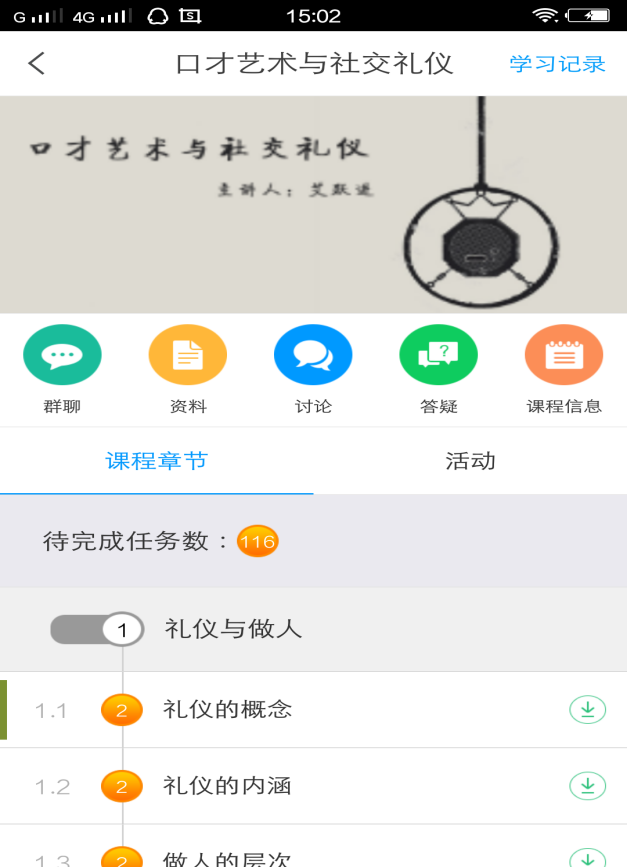 G 4G 15:02
口才艺术与社交礼仪 学习记录
口才艺术与社交礼仪
主讲人：艾跃进
群聊 资料 讨论 答疑 课程信息
课程章节 活动
待完成任务数：116
1 礼仪与做人
1.1 2 礼仪的概念
1.2 2 礼仪的内涵
1.3 2 做人的层次